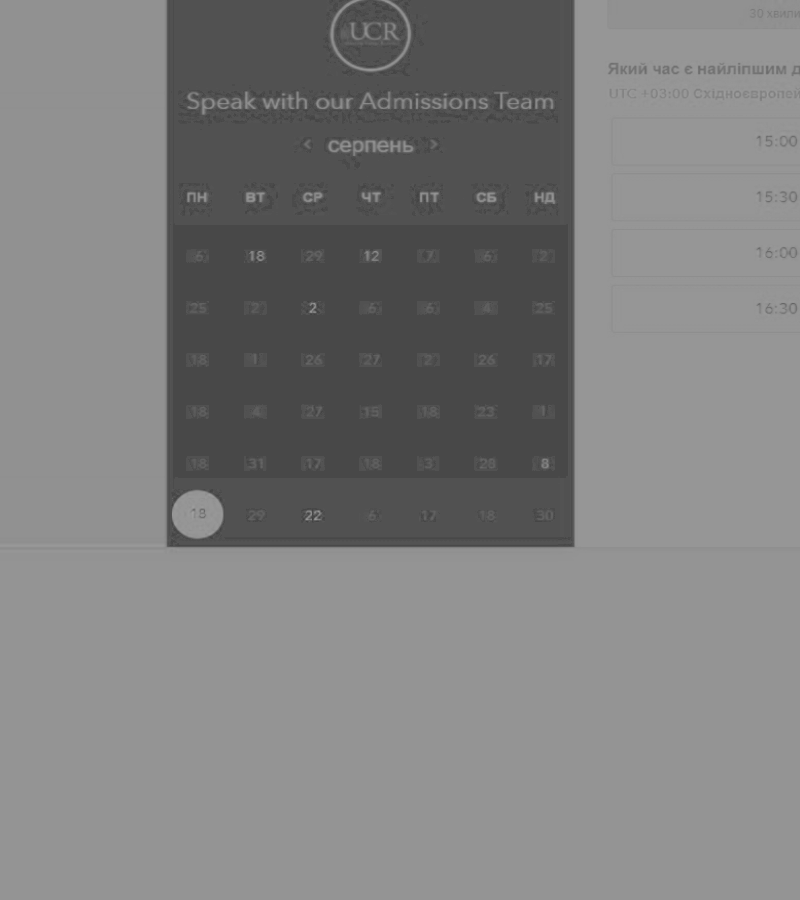 UCR
Speak with our Admissions Team
< серпень >
ПН ВТ СР ЧТ ПТ СБ НД
6 18 29 12 7 6 2
25 2 2 6 6 4 25
18 1 26 27 2 26 17
18 4 27 15 18 23 1
18 31 17 18 3 28 8
18 29 22 6 17 18 30
30 хвили
Який час є найліпшим д
UTC +03:00 Східноєвропей
15:00
15:30
16:00
16:30